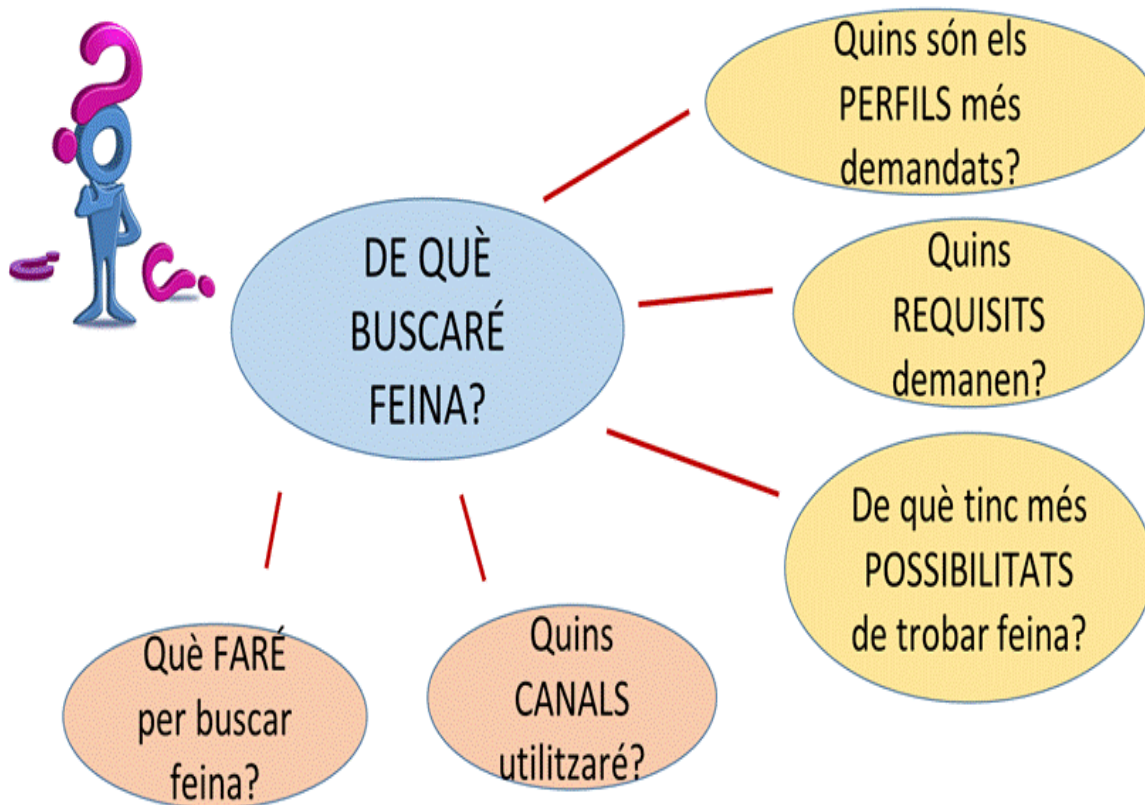 Quins són els
PERFILS més
demandats?
DE QUÈ
BUSCARÉ
FEINA?
Quins
REQUISITS
demanen?
De què tinc més
POSSIBILITATS
de trobar feina?
Què FARÉ
per buscar
feina?
Quins
CANALS
utilitzaré?